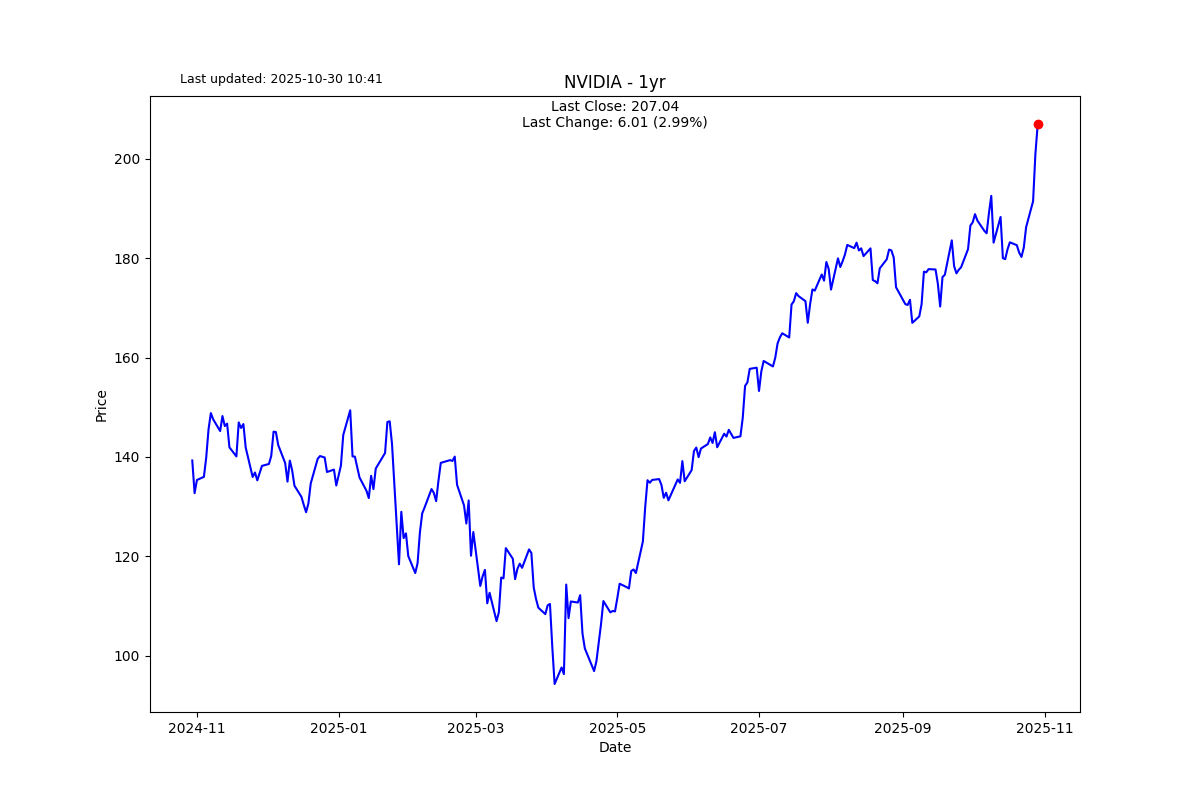 Last updated: 2025-10-30 10:41
NVIDIA - 1yr
Last Close: 207.04
Last Change: 6.01 (2.99%)
200
180
160
140
120
100
Price
2024-11
2025-01
2025-03
2025-05
2025-07
2025-09
2025-11
Date